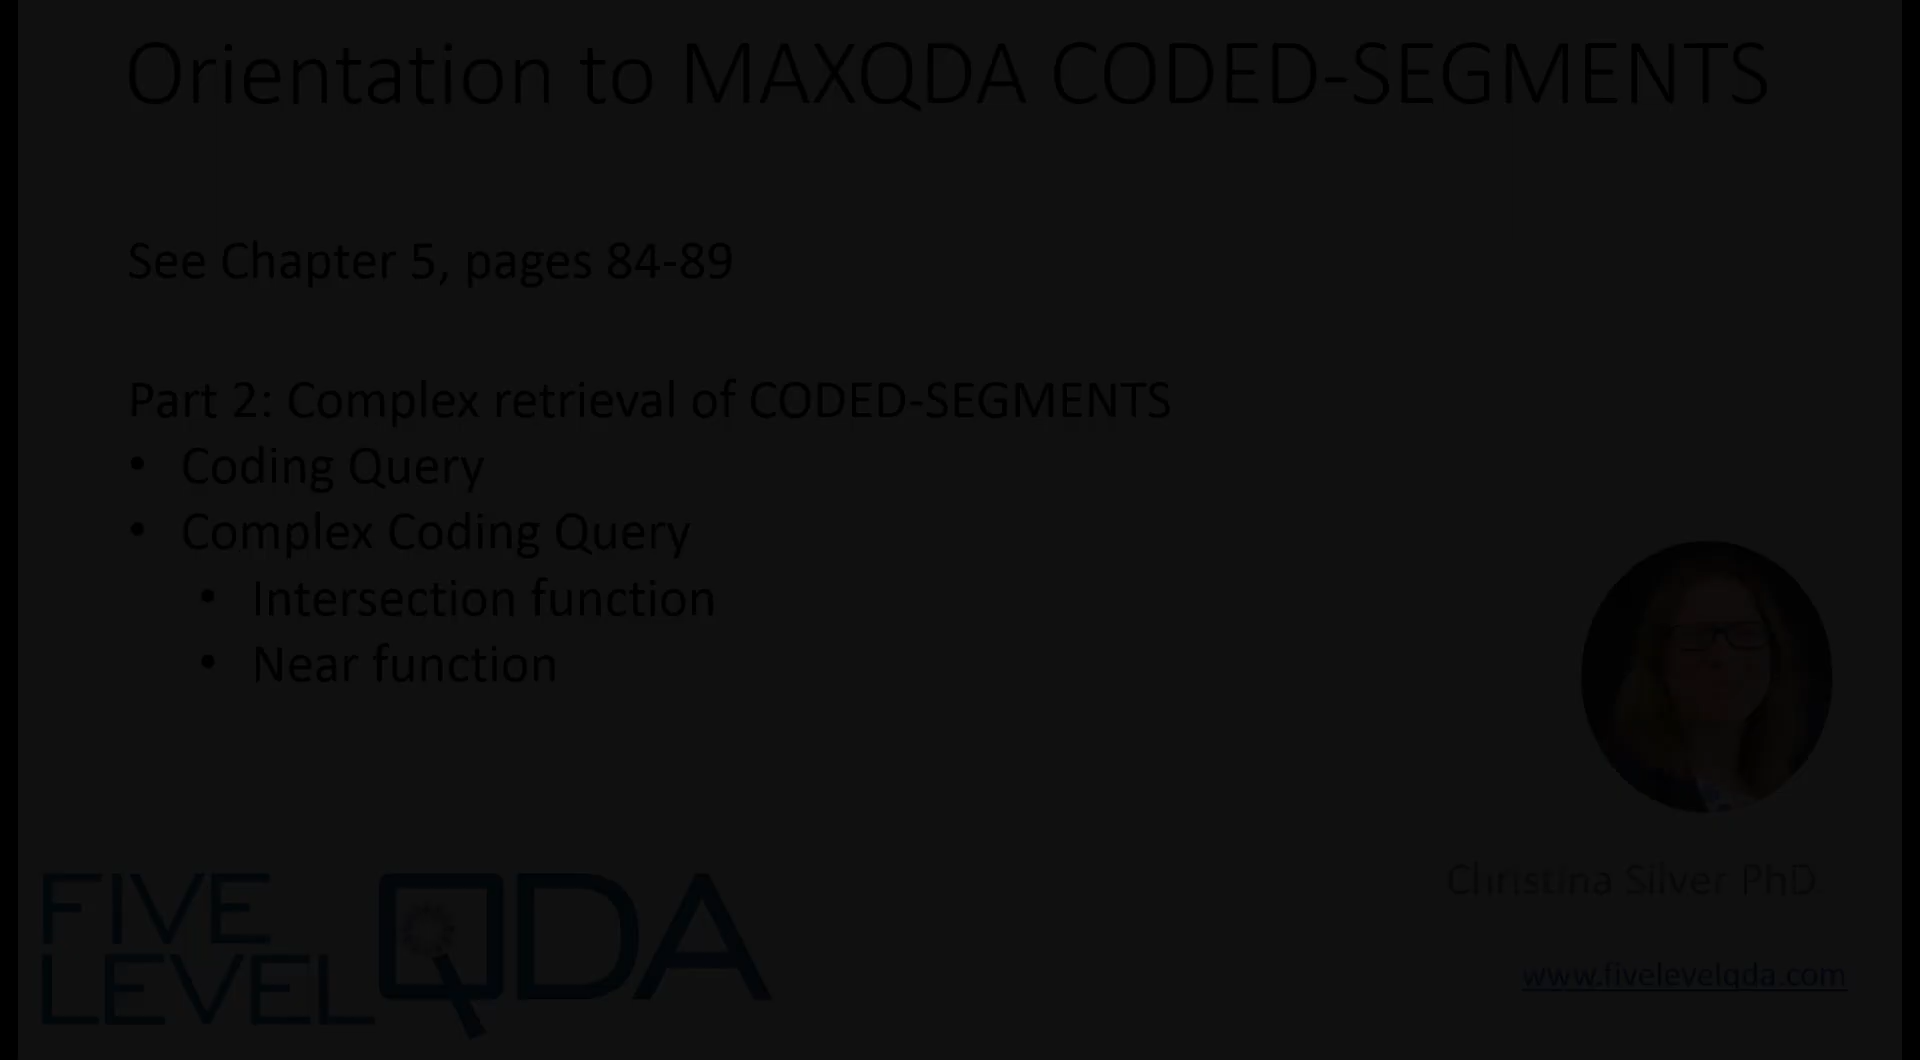 Orientation to MAXQDA CODED-SEGMENTS
See Chapter 5, pages 84-89
Part 2: Complex retrieval of CODED-SEGMENTS
• Coding Query
• Complex Coding Query
• Intersection function
• Near function
Christina Silver PhD
FIVE LEVEL QDA
www.fivelevelqda.com